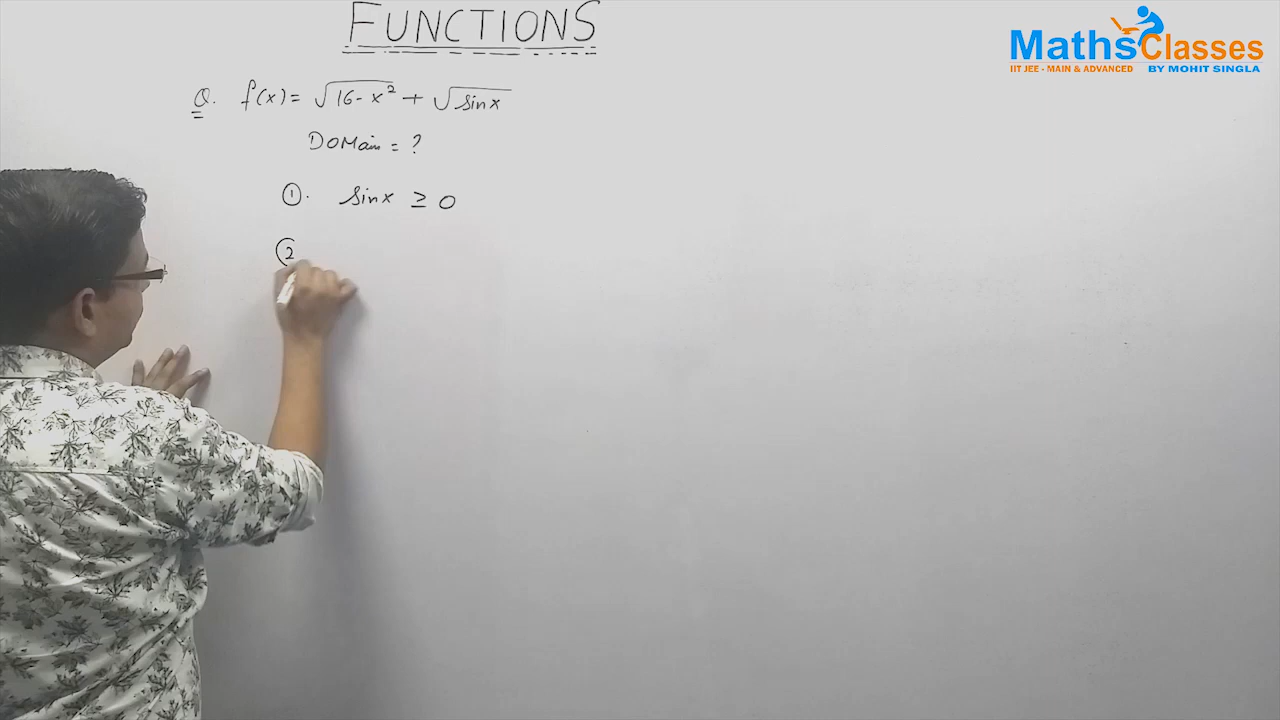 FUNCTIONS
MathsClasses
IIT JEE - MAIN & ADVANCED BY MOHIT SINGLA
Q. f(x) = √16 - x² + √sinx
DOMain = ?
①. sinx ≥ 0
②